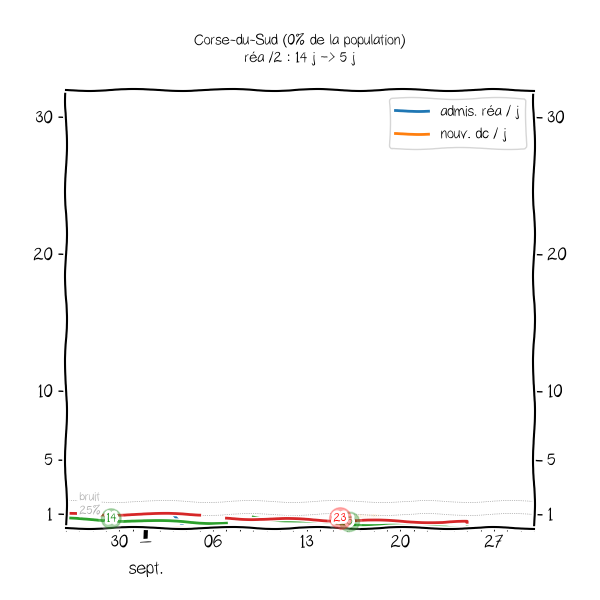 Corse-du-Sud (0% de la population)
réa /2 : 14 j -> 5 j
admis. réa / j
nouv. dc / j
30 30
20 20
10 10
5 5
bruit
25%
1 1
14 23
30 06 13 20 27
sept.